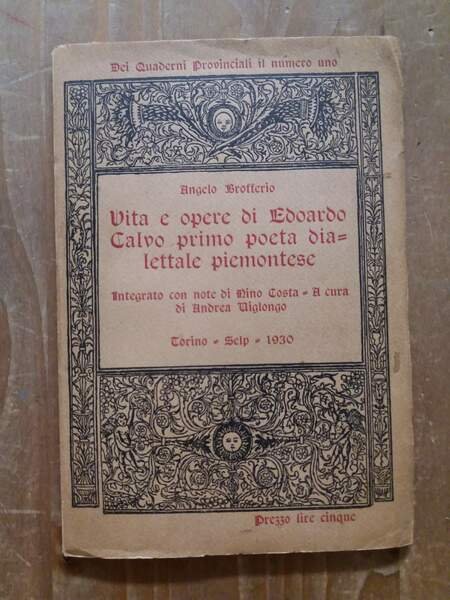 Dei Quaderni Provinciali il numero uno
Angelo Brofferio
Vita e opere di Edoardo
Calvo primo poeta dia=
lettale piemontese
Integrato con note di Nino Costa - A cura
di Andrea Viglongo
Torino - Selp - 1930
Prezzo lire cinque